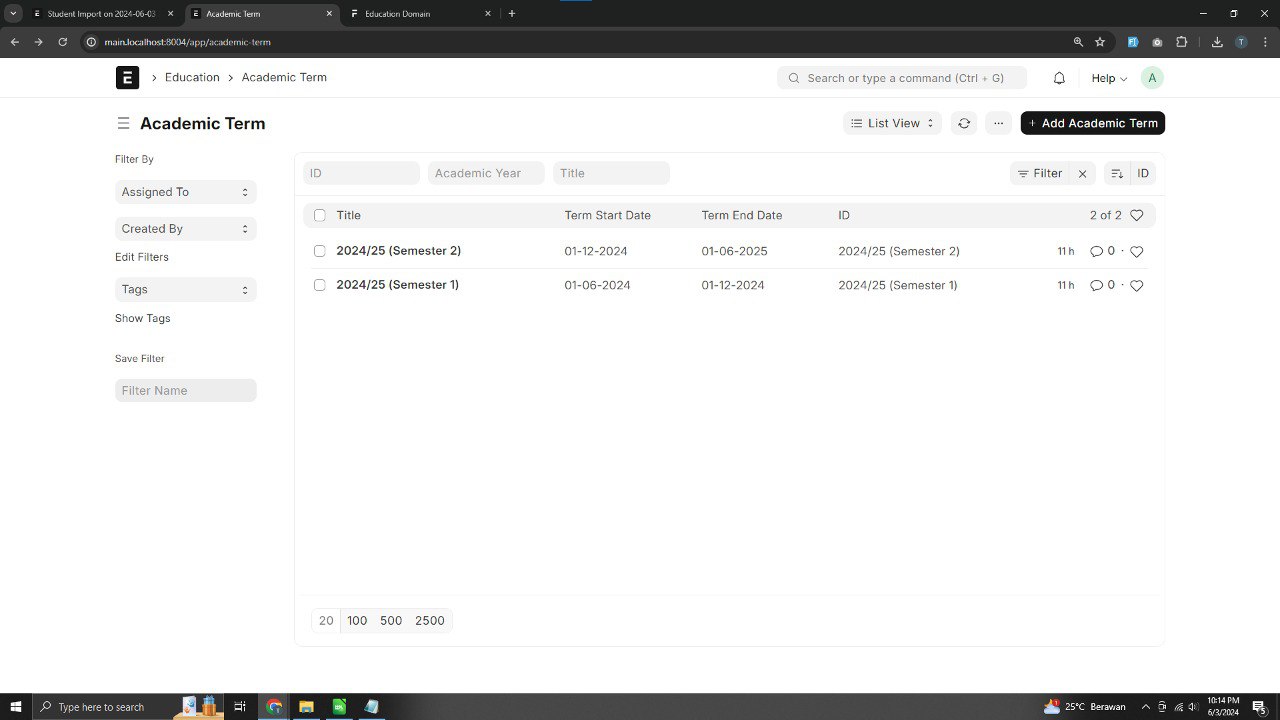 Student Import on 2024-06-03
Academic Term
Education Domain
main.localhost:8004/app/academic-term
T
E
Education
Academic Term
Search or type a command (Ctrl + G)
Help
A
Academic Term
List View
+ Add Academic Term
Filter By
Assigned To
Created By
Edit Filters
Tags
Show Tags
Save Filter
Filter Name
ID
Academic Year
Title
Filter
ID
Title
Term Start Date
Term End Date
ID
2 of 2
2024/25 (Semester 2)
01-12-2024
01-06-2025
2024/25 (Semester 2)
11 h
0
2024/25 (Semester 1)
01-06-2024
01-12-2024
2024/25 (Semester 1)
11 h
0
20
100
500
2500
Type here to search
25°C Berawan
10:14 PM
6/3/2024